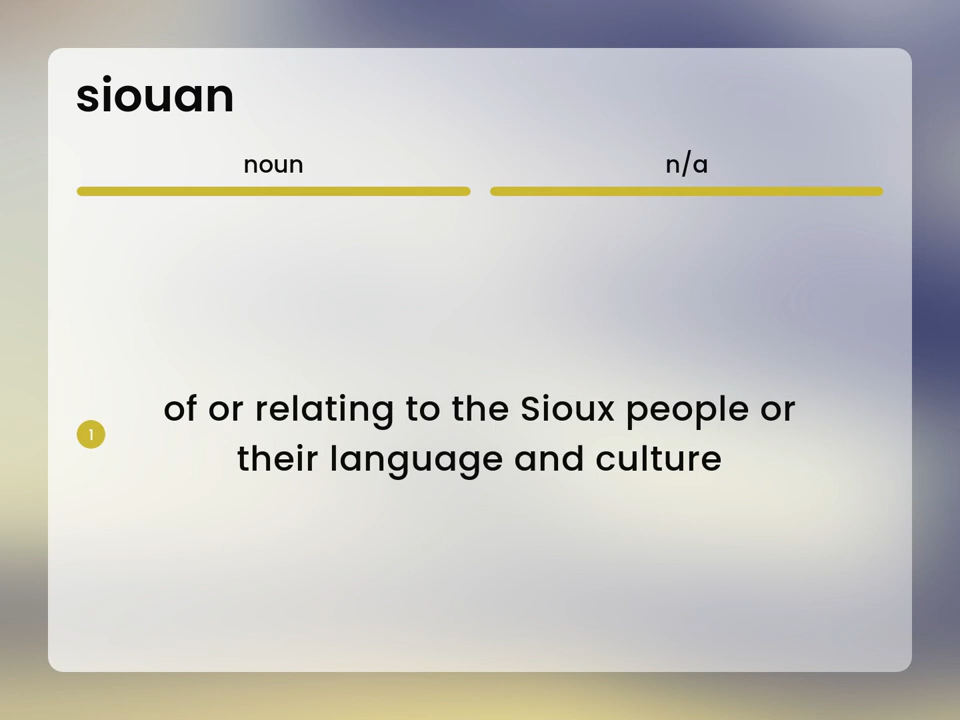 siouan
noun
n/a
1
of or relating to the Sioux people or
their language and culture